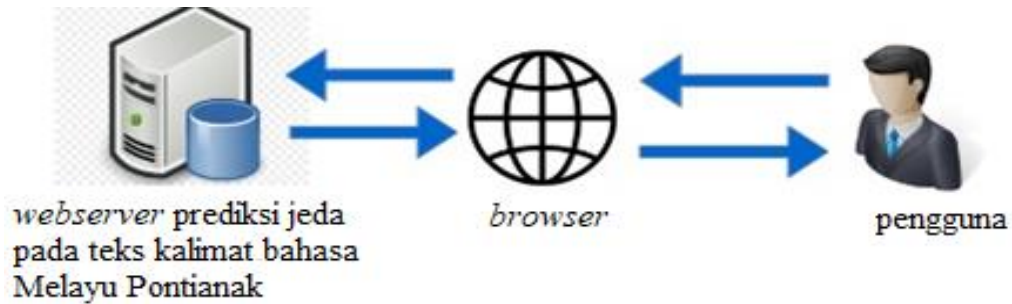 webserver prediksi jeda
pada teks kalimat bahasa
Melayu Pontianak
browser
pengguna